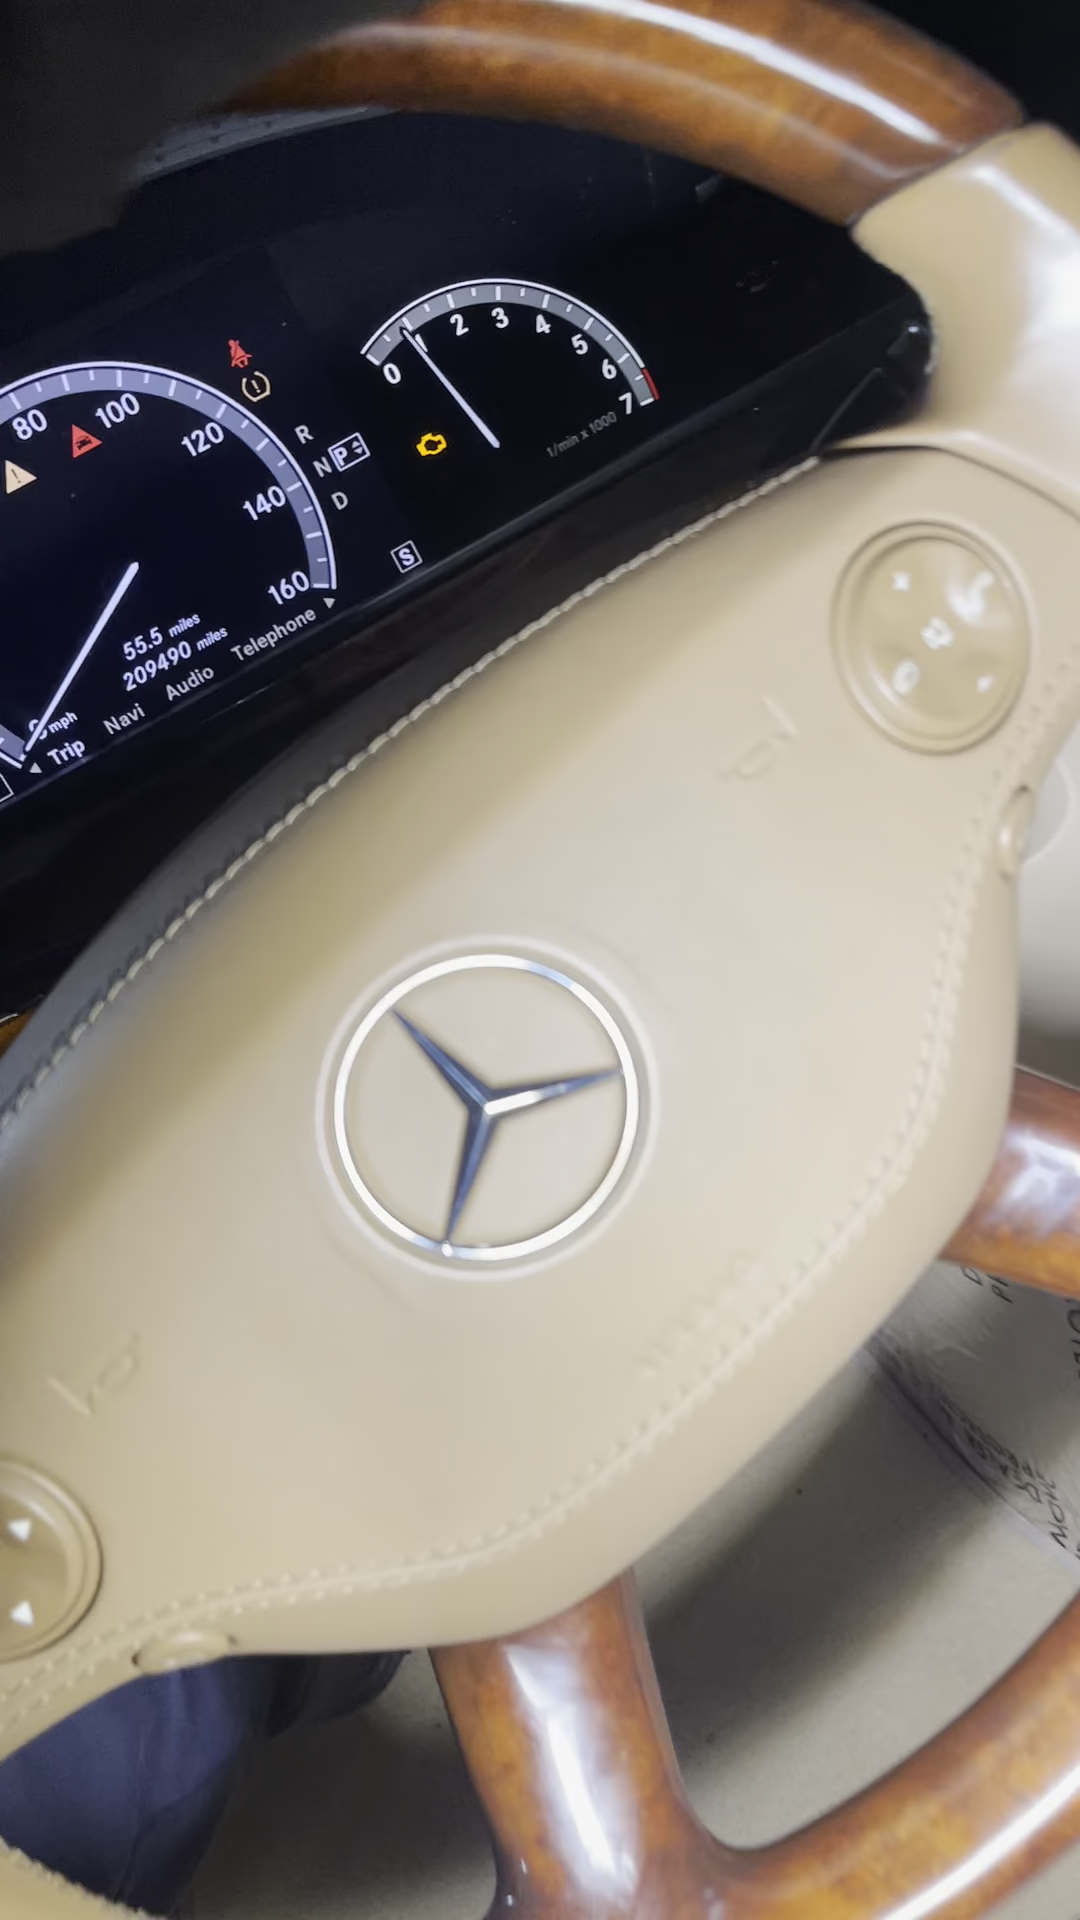 80
100
120
140
160
R
N P
D
S
0
1
2
3
4
5
6
7
1/min x 1000
55.5 miles
209490 miles
0 mph
Trip Navi Audio Telephone